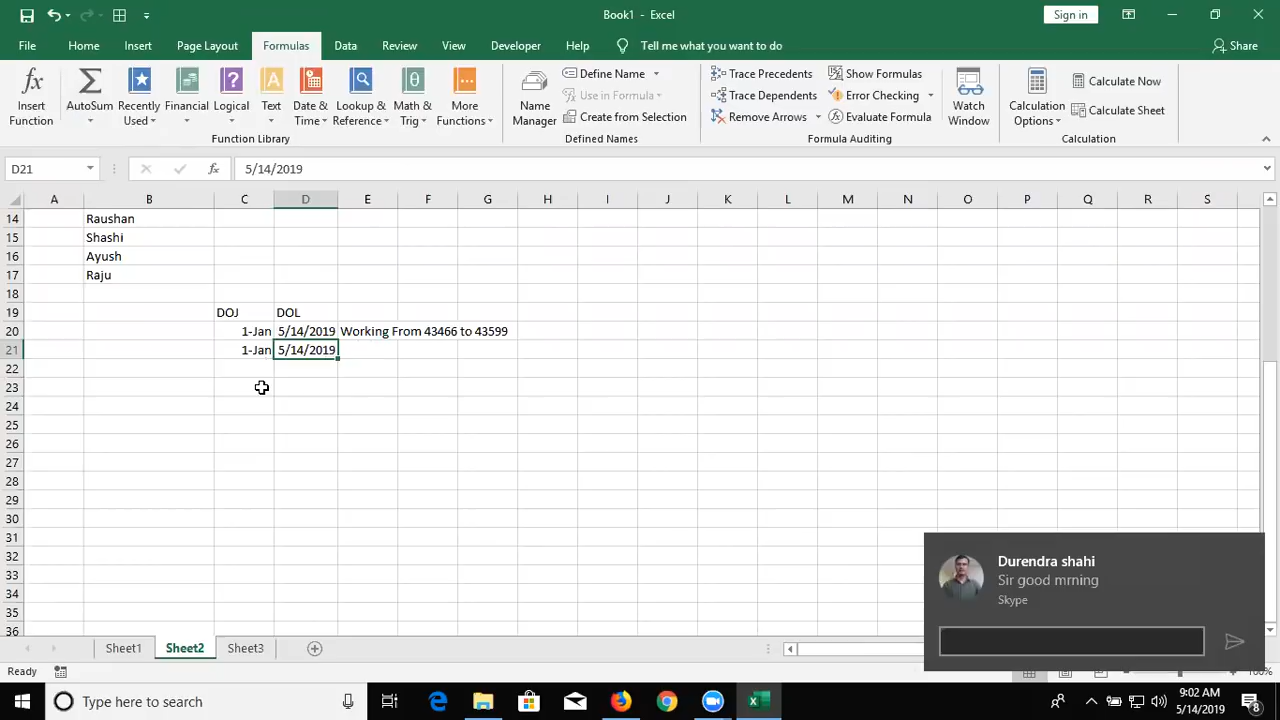 Book1 - Excel
Sign in
File Home Insert Page Layout Formulas Data Review View Developer Help Tell me what you want to do Share
Insert Function
AutoSum
Recently Used
Financial
Logical
Text
Date & Time
Lookup & Reference
Math & Trig
More Functions
Function Library
Name Manager
Define Name
Use in Formula
Create from Selection
Defined Names
Trace Precedents
Trace Dependents
Remove Arrows
Show Formulas
Error Checking
Evaluate Formula
Formula Auditing
Watch Window
Calculation Options
Calculate Now
Calculate Sheet
Calculation
D21 fx 5/14/2019
A B C D E F G H I J K L M N O P Q R S
14 Raushan
15 Shashi
16 Ayush
17 Raju
18
19 DOJ DOL
20 1-Jan 5/14/2019 Working From 43466 to 43599
21 1-Jan 5/14/2019
22
23
24
25
26
27
28
29
30
31
32
33
34
35
36
Durendra shahi
Sir good mrning
Skype
Sheet1 Sheet2 Sheet3
Ready
100%
Type here to search
9:02 AM
5/14/2019
8